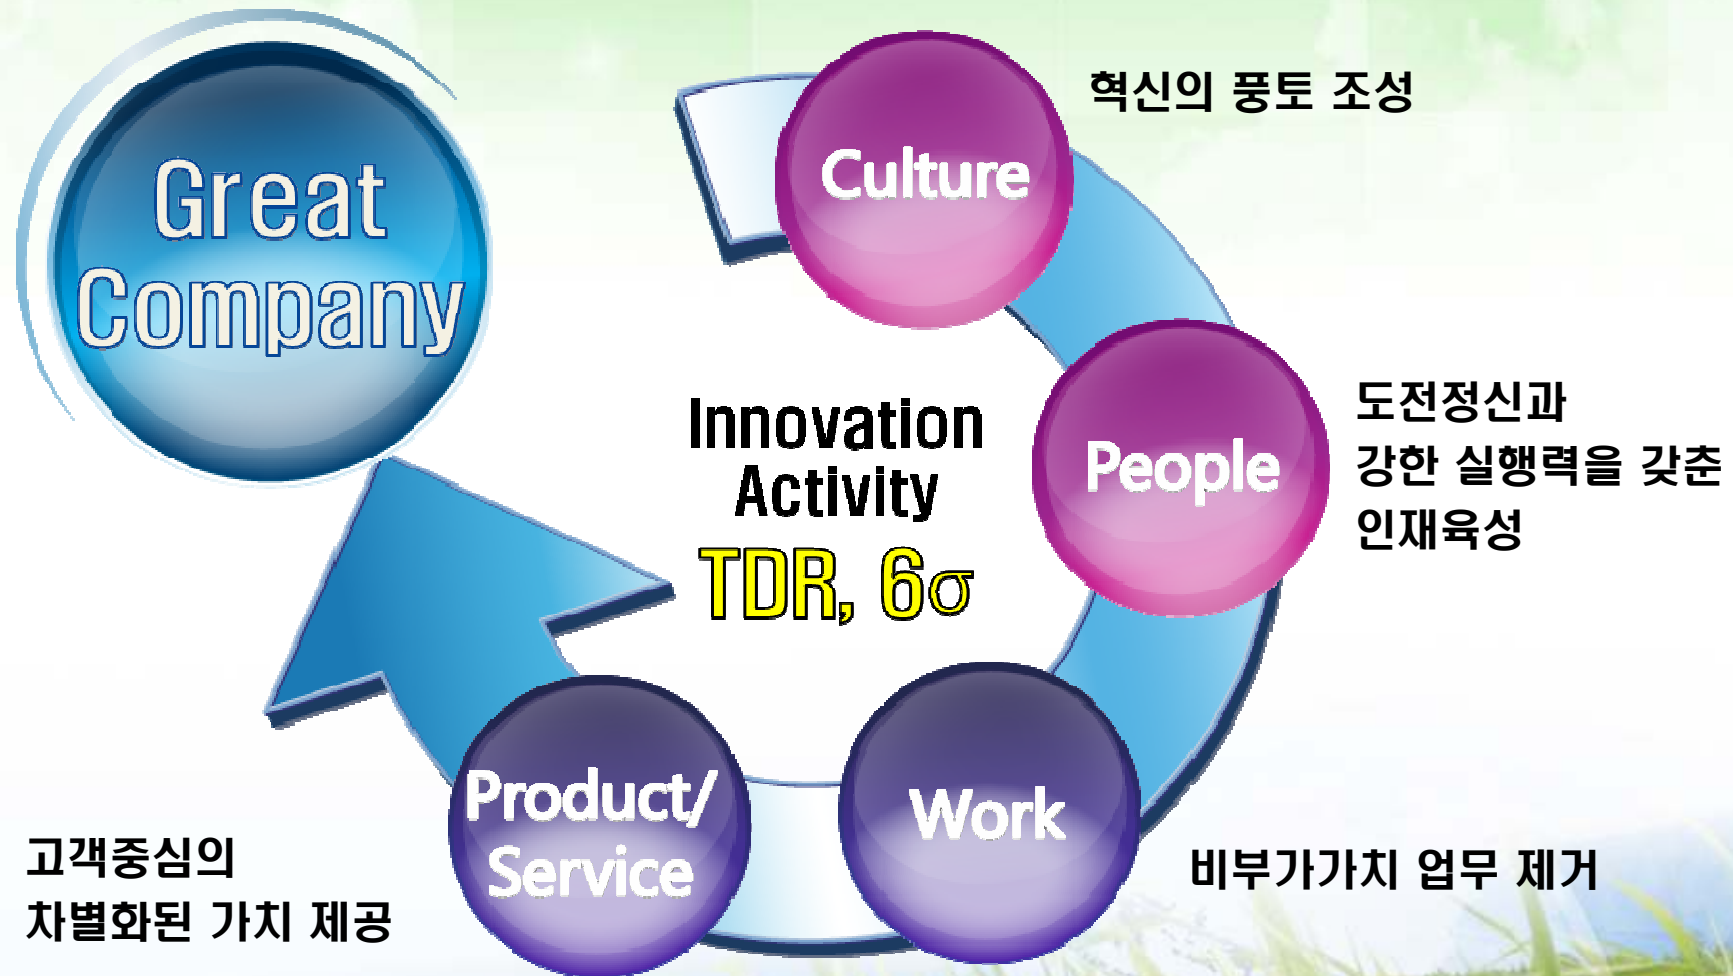 Great
Company
Culture
혁신의 풍토 조성
People
도전정신과
강한 실행력을 갖춘
인재육성
Innovation
Activity
TDR, 6σ
Work
비부가가치 업무 제거
Product/
Service
고객중심의
차별화된 가치 제공